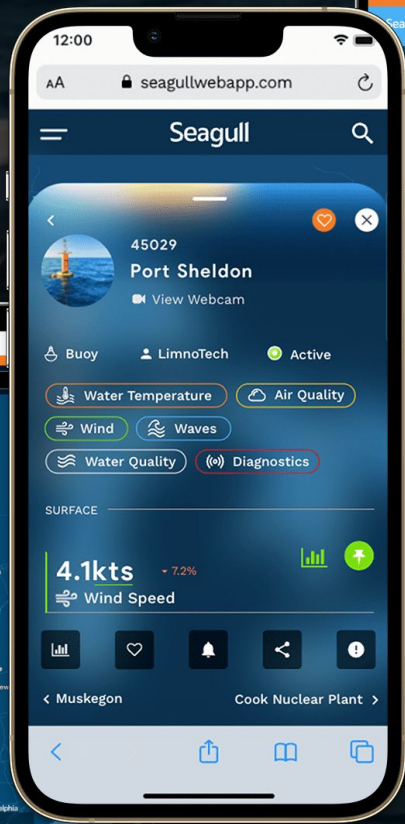 Sea
12:00
AA seagullwebapp.com
Seagull
45029
Port Sheldon
View Webcam
Buoy LimnoTech Active
Water Temperature Air Quality
Wind Waves
Water Quality Diagnostics
SURFACE
4.1kts - 7.2%
Wind Speed
Muskegon Cook Nuclear Plant